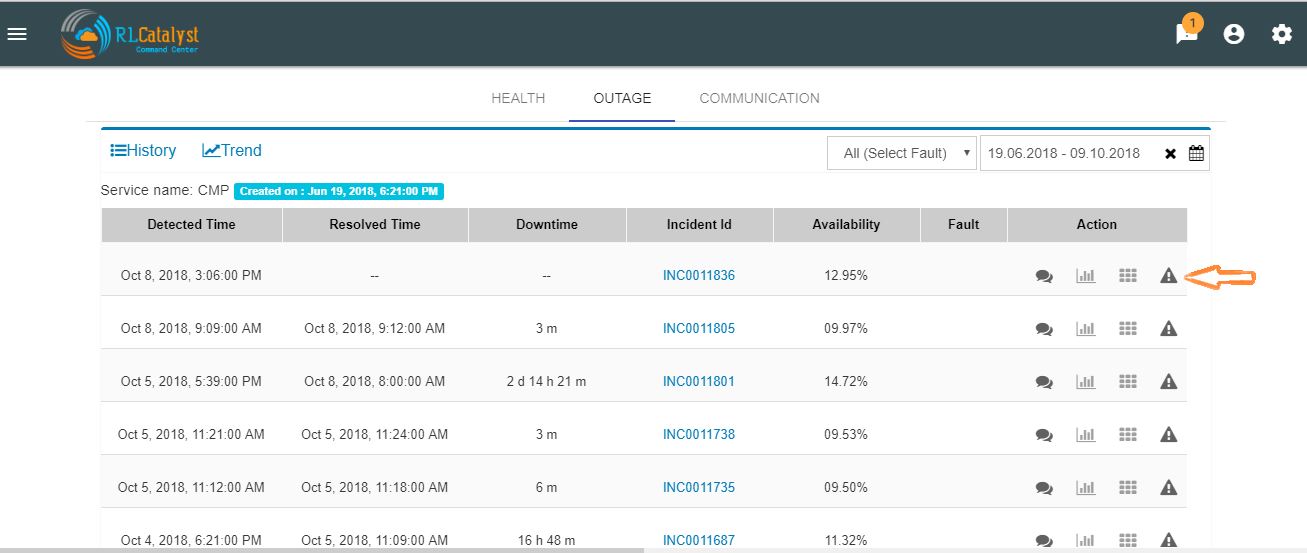 RLCatalyst
Command Center
1
HEALTH OUTAGE COMMUNICATION
History Trend All (Select Fault) 19.06.2018 - 09.10.2018
Service name: CMP Created on : Jun 19, 2018, 6:21:00 PM
Detected Time Resolved Time Downtime Incident Id Availability Fault Action
Oct 8, 2018, 3:06:00 PM -- -- INC0011836 12.95%
Oct 8, 2018, 9:09:00 AM Oct 8, 2018, 9:12:00 AM 3 m INC0011805 09.97%
Oct 5, 2018, 5:39:00 PM Oct 8, 2018, 8:00:00 AM 2 d 14 h 21 m INC0011801 14.72%
Oct 5, 2018, 11:21:00 AM Oct 5, 2018, 11:24:00 AM 3 m INC0011738 09.53%
Oct 5, 2018, 11:12:00 AM Oct 5, 2018, 11:18:00 AM 6 m INC0011735 09.50%
Oct 4, 2018, 6:21:00 PM Oct 5, 2018, 11:09:00 AM 16 h 48 m INC0011687 11.32%